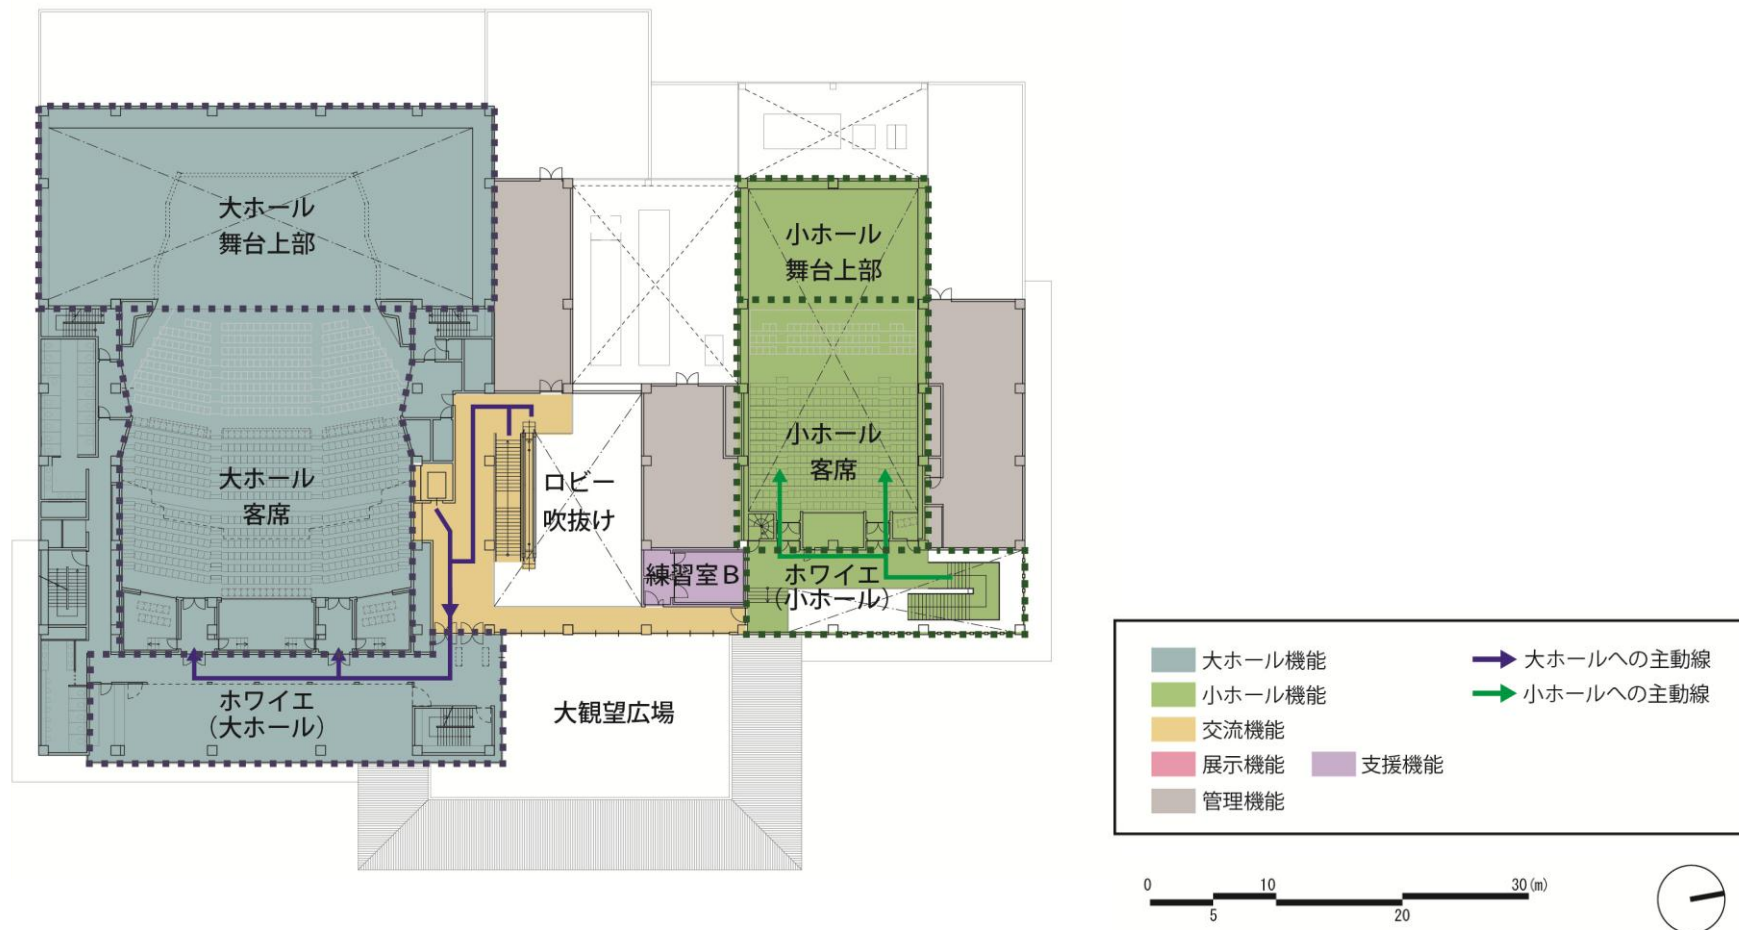 大ホール
舞台上部
小ホール
舞台上部
大ホール
客席
ロビー
吹抜け
小ホール
客席
練習室B
ホワイエ
（小ホール）
ホワイエ
（大ホール）
大観望広場
大ホール機能
小ホール機能
交流機能
展示機能
支援機能
管理機能
大ホールへの主動線
小ホールへの主動線
0 10 30(m)
5 20